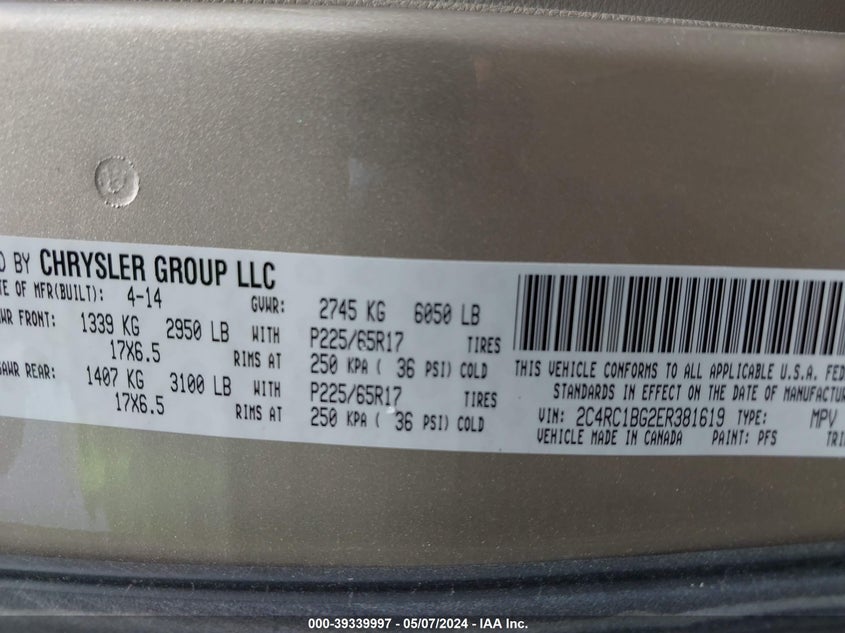 D BY CHRYSLER GROUP LLC
TE OF MFR(BUILT): 4-14 GVWR: 2745 KG 6050 LB
WR FRONT: 1339 KG 2950 LB WITH P225/65R17 TIRES
17X6.5 RIMS AT 250 KPA ( 36 PSI) COLD
GAWR REAR: 1407 KG 3100 LB WITH P225/65R17 TIRES
17X6.5 RIMS AT 250 KPA ( 36 PSI) COLD
THIS VEHICLE CONFORMS TO ALL APPLICABLE U.S.A. FED
STANDARDS IN EFFECT ON THE DATE OF MANUFACTUR
VIN: 2C4RC1BG2ER381619 TYPE: MPV
VEHICLE MADE IN CANADA PAINT: PFS TRI
000-39339997 - 05/07/2024 - IAA Inc.